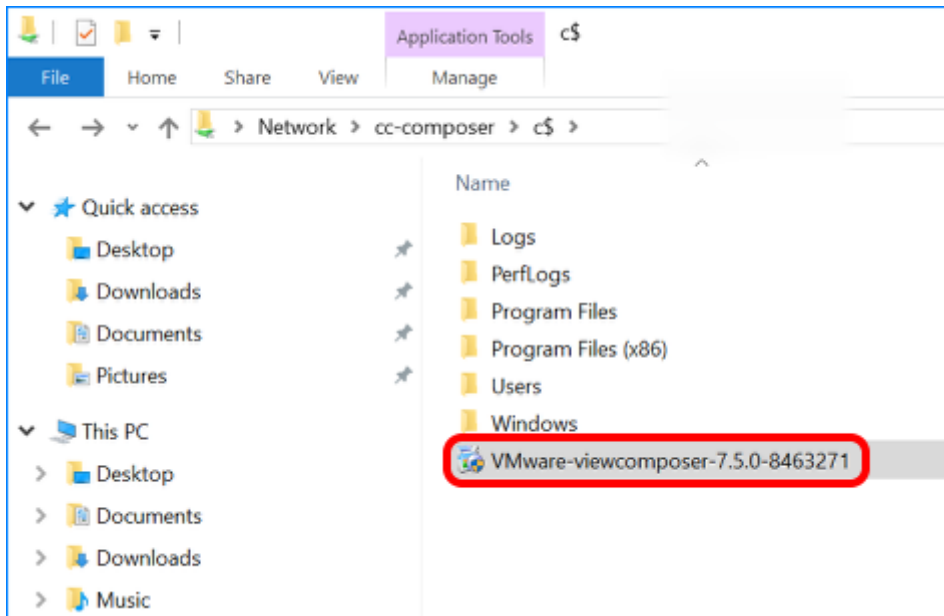 Application Tools c$
File Home Share View Manage
Network > cc-composer > c$ >
Name
Quick access
Desktop
Downloads
Documents
Pictures
This PC
Desktop
Documents
Downloads
Music
Logs
PerfLogs
Program Files
Program Files (x86)
Users
Windows
VMware-viewcomposer-7.5.0-8463271